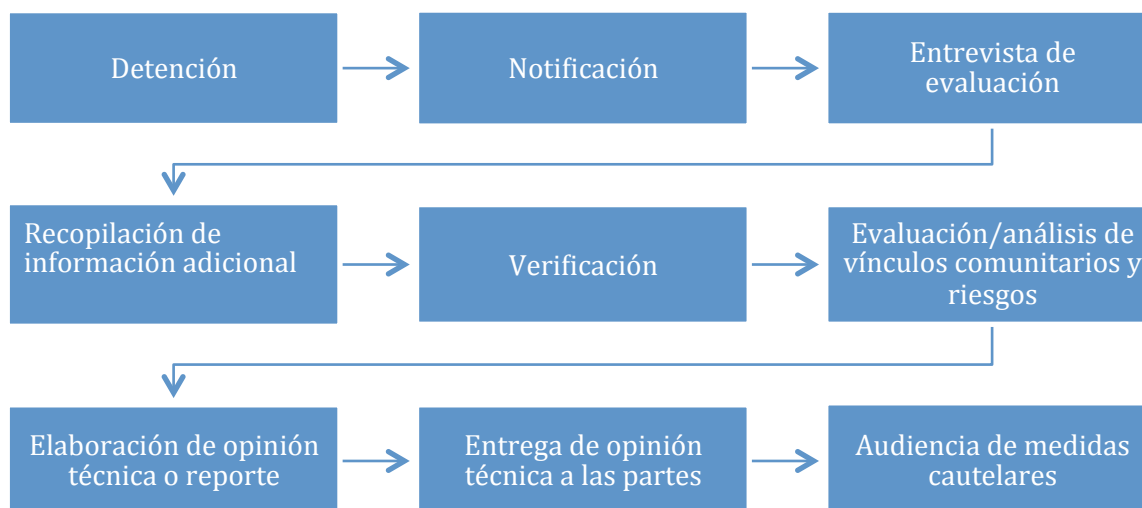 Detención
Notificación
Entrevista de
evaluación
Recopilación de
información adicional
Verificación
Evaluación/análisis de
vínculos comunitarios y
riesgos
Elaboración de opinión
técnica o reporte
Entrega de opinión
técnica a las partes
Audiencia de medidas
cautelares